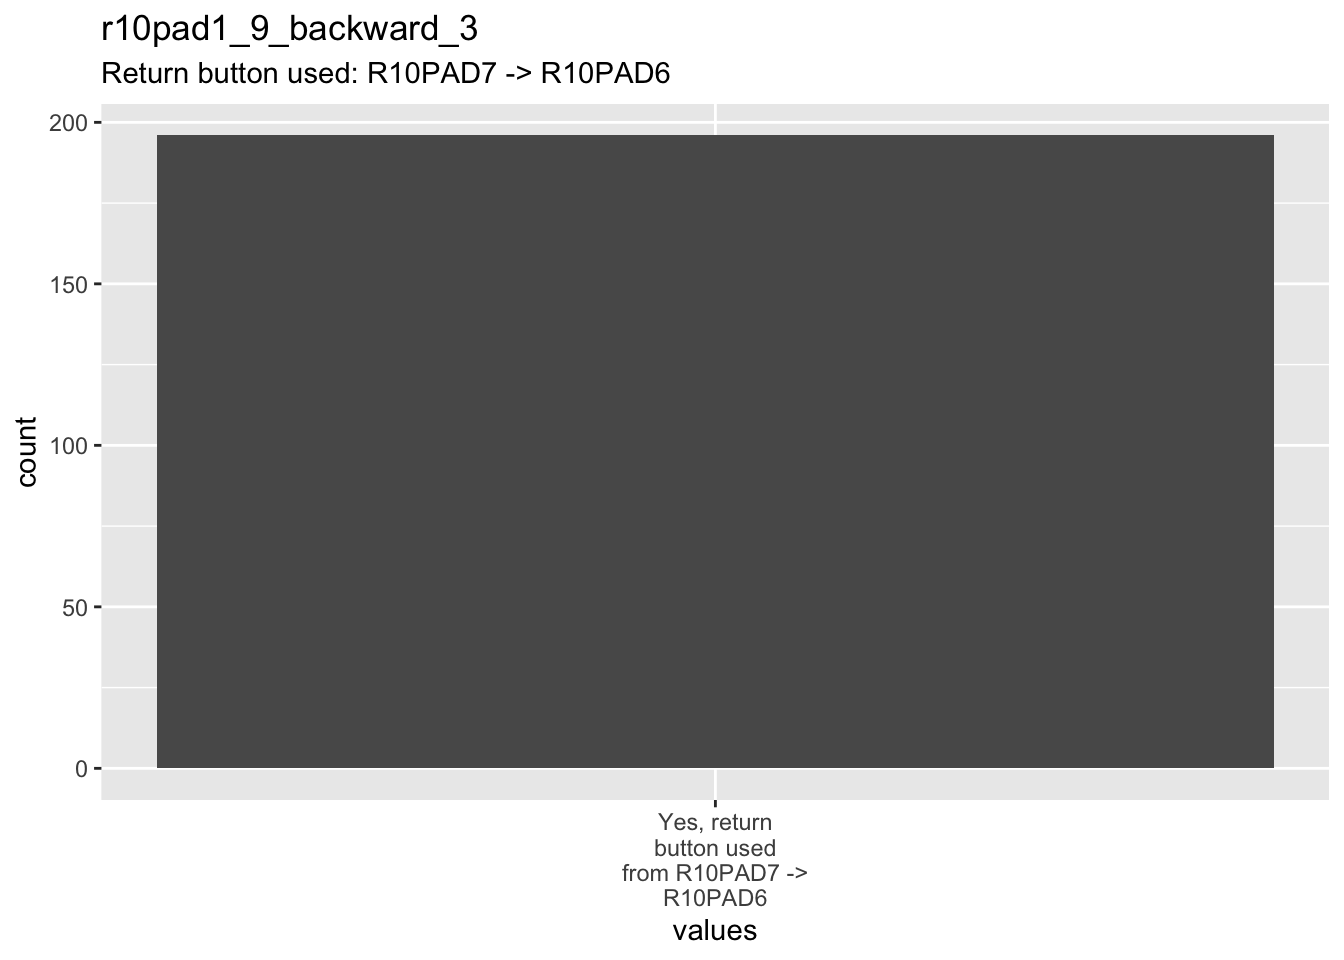 r10pad1_9_backward_3
Return button used: R10PAD7 -> R10PAD6
200
150
100
50
0
count
Yes, return
button used
from R10PAD7 ->
R10PAD6
values